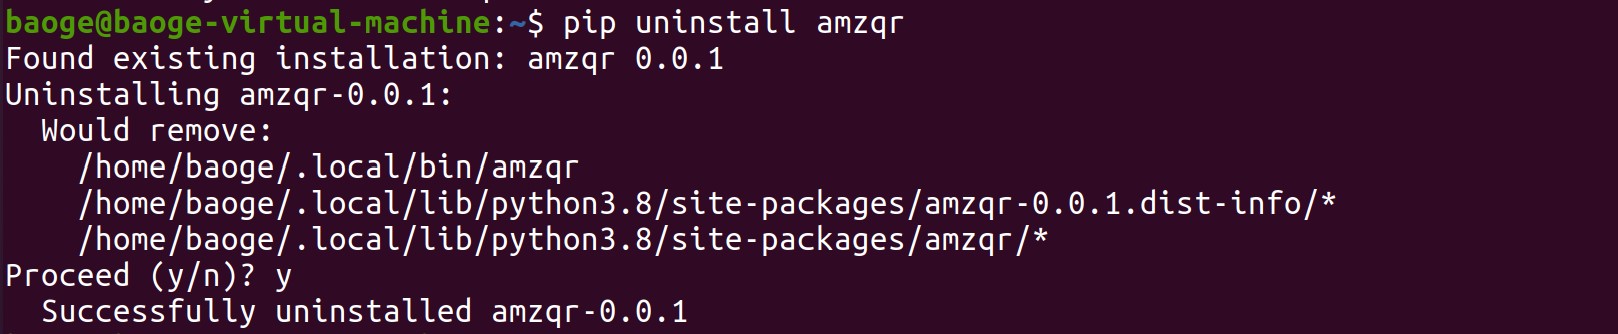 baoge@baoge-virtual-machine:~$ pip uninstall amzqr
Found existing installation: amzqr 0.0.1
Uninstalling amzqr-0.0.1:
  Would remove:
    /home/baoge/.local/bin/amzqr
    /home/baoge/.local/lib/python3.8/site-packages/amzqr-0.0.1.dist-info/*
    /home/baoge/.local/lib/python3.8/site-packages/amzqr/*
Proceed (y/n)? y
  Successfully uninstalled amzqr-0.0.1